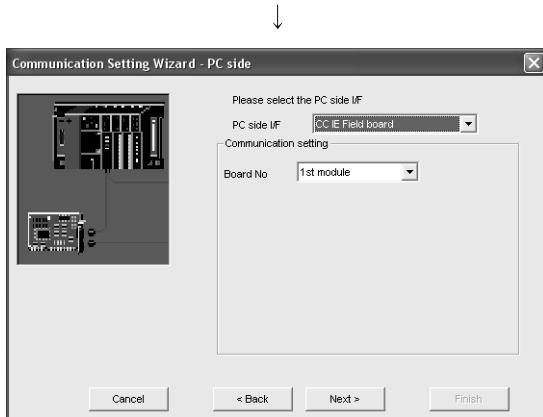 ↓
Communication Setting Wizard - PC side
Please select the PC side I/F
PC side I/F CC IE Field board
Communication setting
Board No 1st module
Cancel < Back Next > Finish